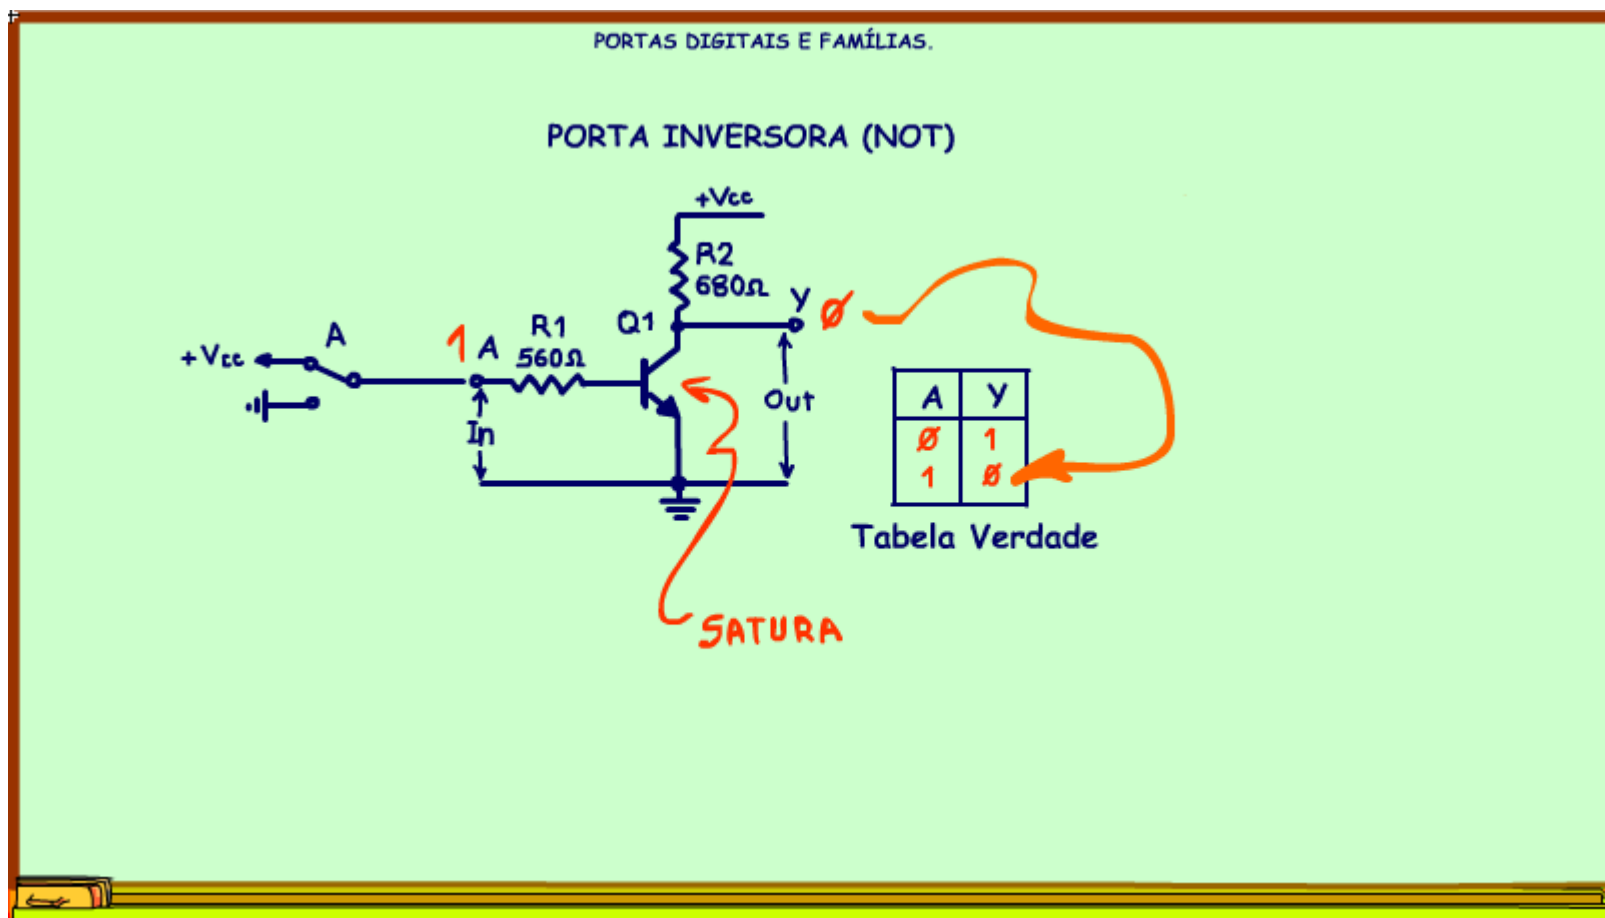 PORTAS DIGITAIS E FAMÍLIAS.
PORTA INVERSORA (NOT)
+Vcc
R2
680Ω
Y Ø
Q1
R1
560Ω
A
1 A
+Vcc
In
Out
A Y
Ø 1
1 Ø
Tabela Verdade
SATURA